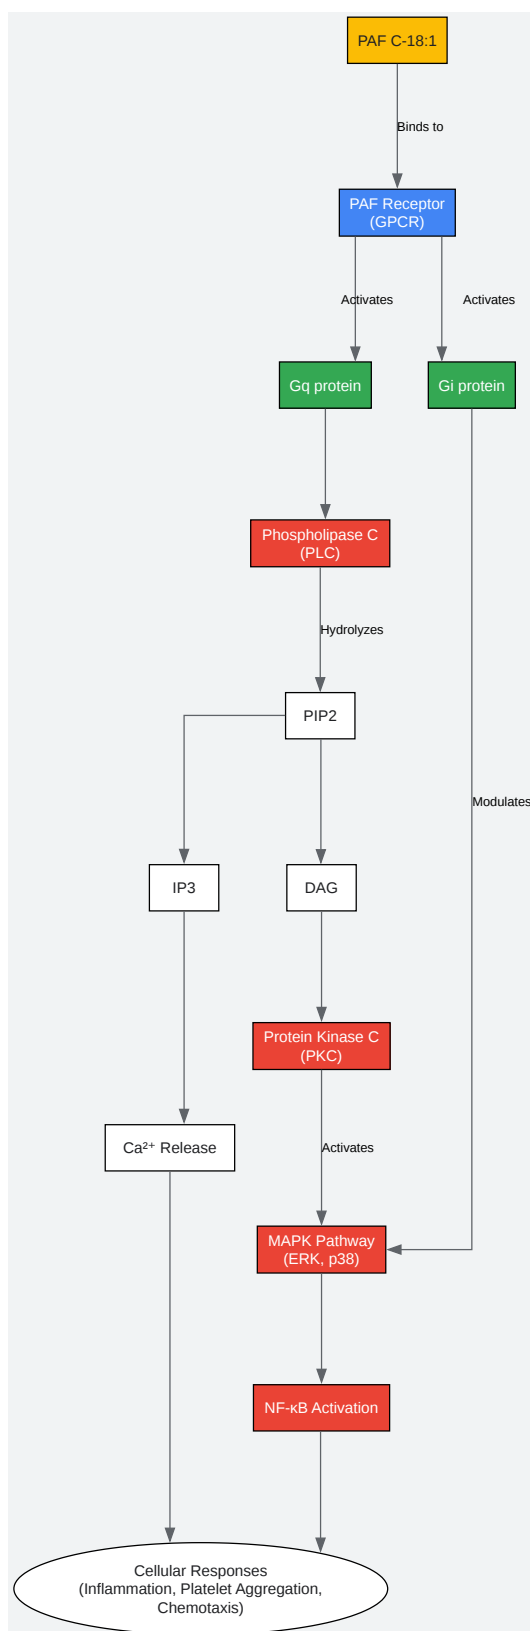 PAF C-18:1
Binds to
PAF Receptor
(GPCR)
Activates
Activates
Gq protein
Gi protein
Phospholipase C
(PLC)
Hydrolyzes
PIP2
Modulates
IP3
DAG
Protein Kinase C
(PKC)
Ca²⁺ Release
Activates
MAPK Pathway
(ERK, p38)
NF-κB Activation
Cellular Responses
(Inflammation, Platelet Aggregation,
Chemotaxis)